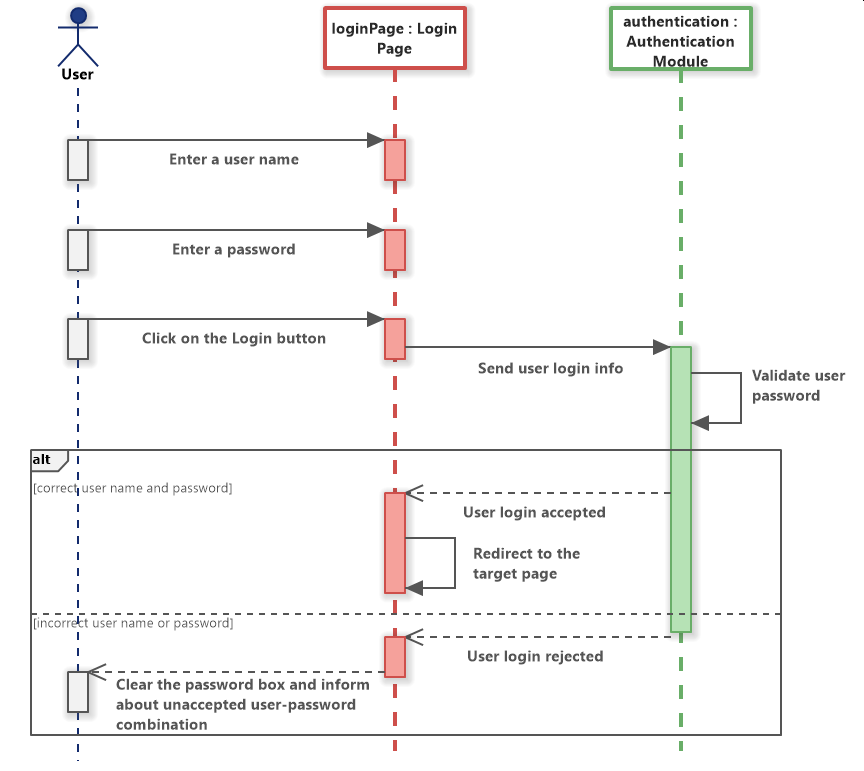 User
loginPage : Login
Page
authentication :
Authentication
Module
Enter a user name
Enter a password
Click on the Login button
Send user login info
Validate user
password
alt
[correct user name and password]
User login accepted
Redirect to the
target page
[incorrect user name or password]
User login rejected
Clear the password box and inform
about unaccepted user-password
combination